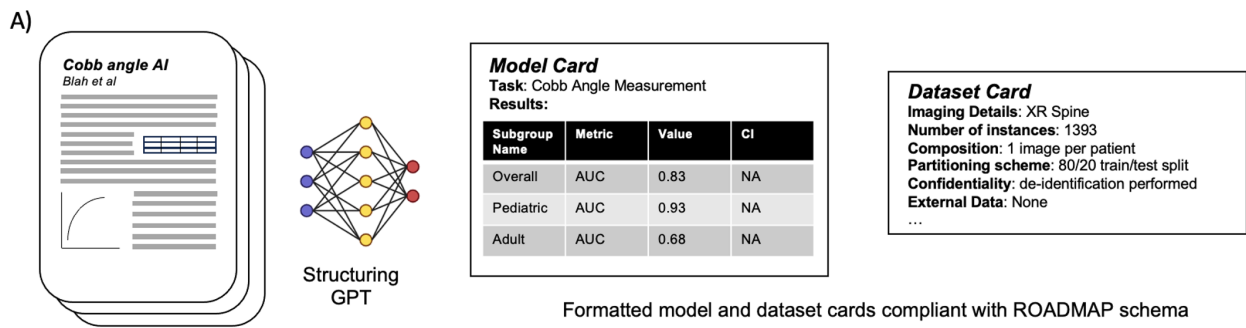 A)
Cobb angle AI
Blah et al
Structuring
GPT
Model Card
Task: Cobb Angle Measurement
Results:
Subgroup Name Metric Value CI
Overall AUC 0.83 NA
Pediatric AUC 0.93 NA
Adult AUC 0.68 NA
Dataset Card
Imaging Details: XR Spine
Number of instances: 1393
Composition: 1 image per patient
Partitioning scheme: 80/20 train/test split
Confidentiality: de-identification performed
External Data: None
…
Formatted model and dataset cards compliant with ROADMAP schema